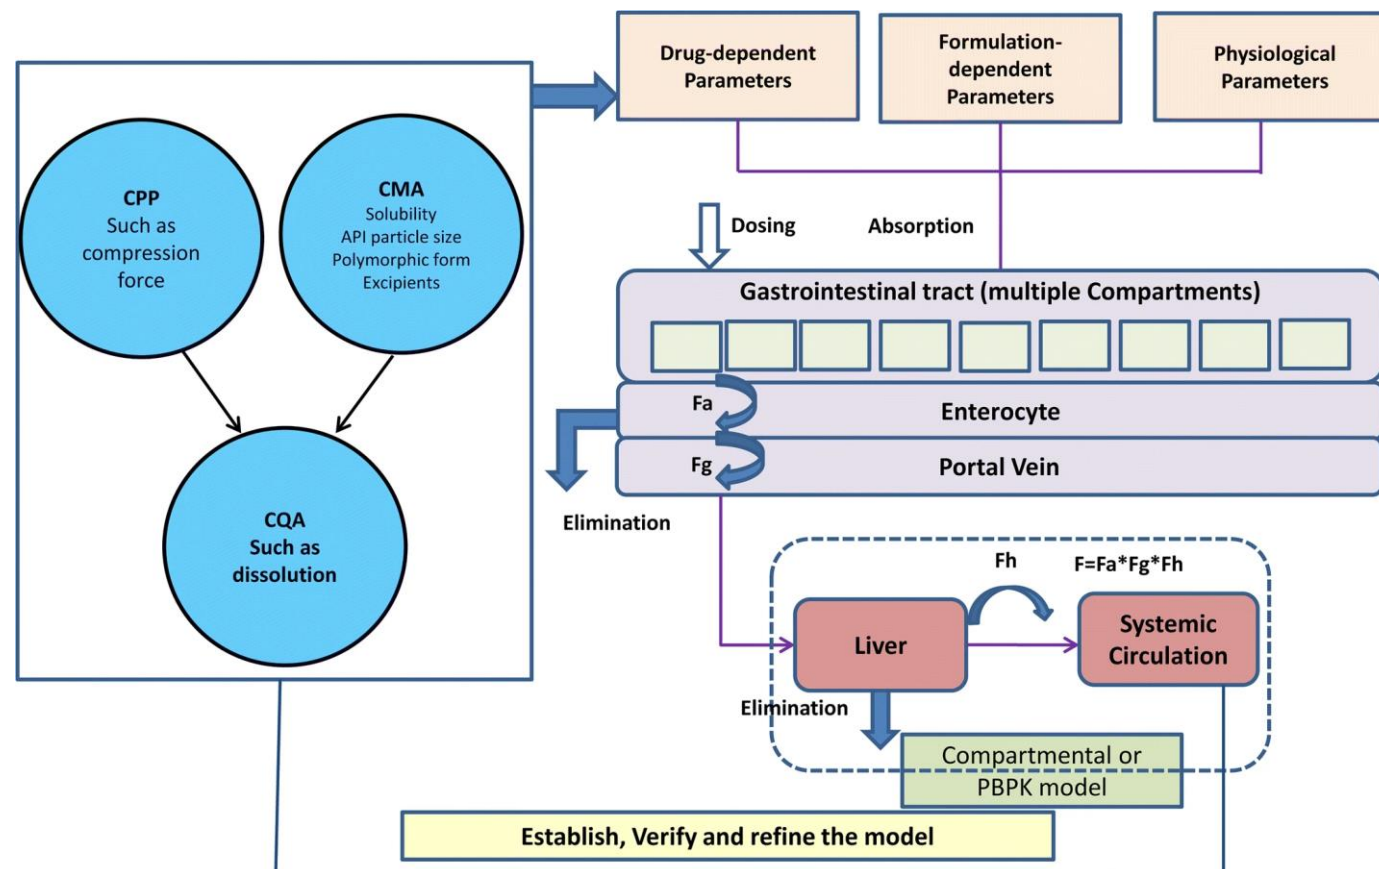 CPP
Such as
compression
force
CMA
Solubility
API particle size
Polymorphic form
Excipients
CQA
Such as
dissolution
Drug-dependent
Parameters
Formulation-
dependent
Parameters
Physiological
Parameters
Dosing
Absorption
Gastrointestinal tract (multiple Compartments)
Fa
Enterocyte
Fg
Portal Vein
Elimination
Fh
F=Fa*Fg*Fh
Liver
Systemic
Circulation
Elimination
Compartmental or
PBPK model
Establish, Verify and refine the model